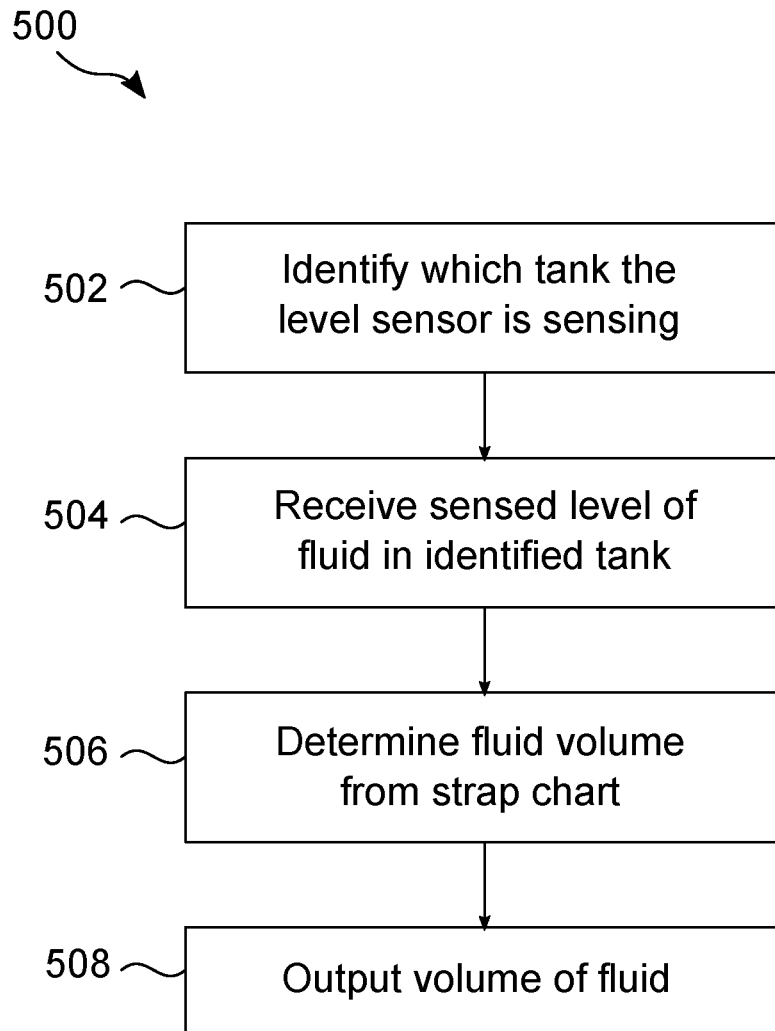 500
502
Identify which tank the
level sensor is sensing
504
Receive sensed level of
fluid in identified tank
506
Determine fluid volume
from strap chart
508
Output volume of fluid